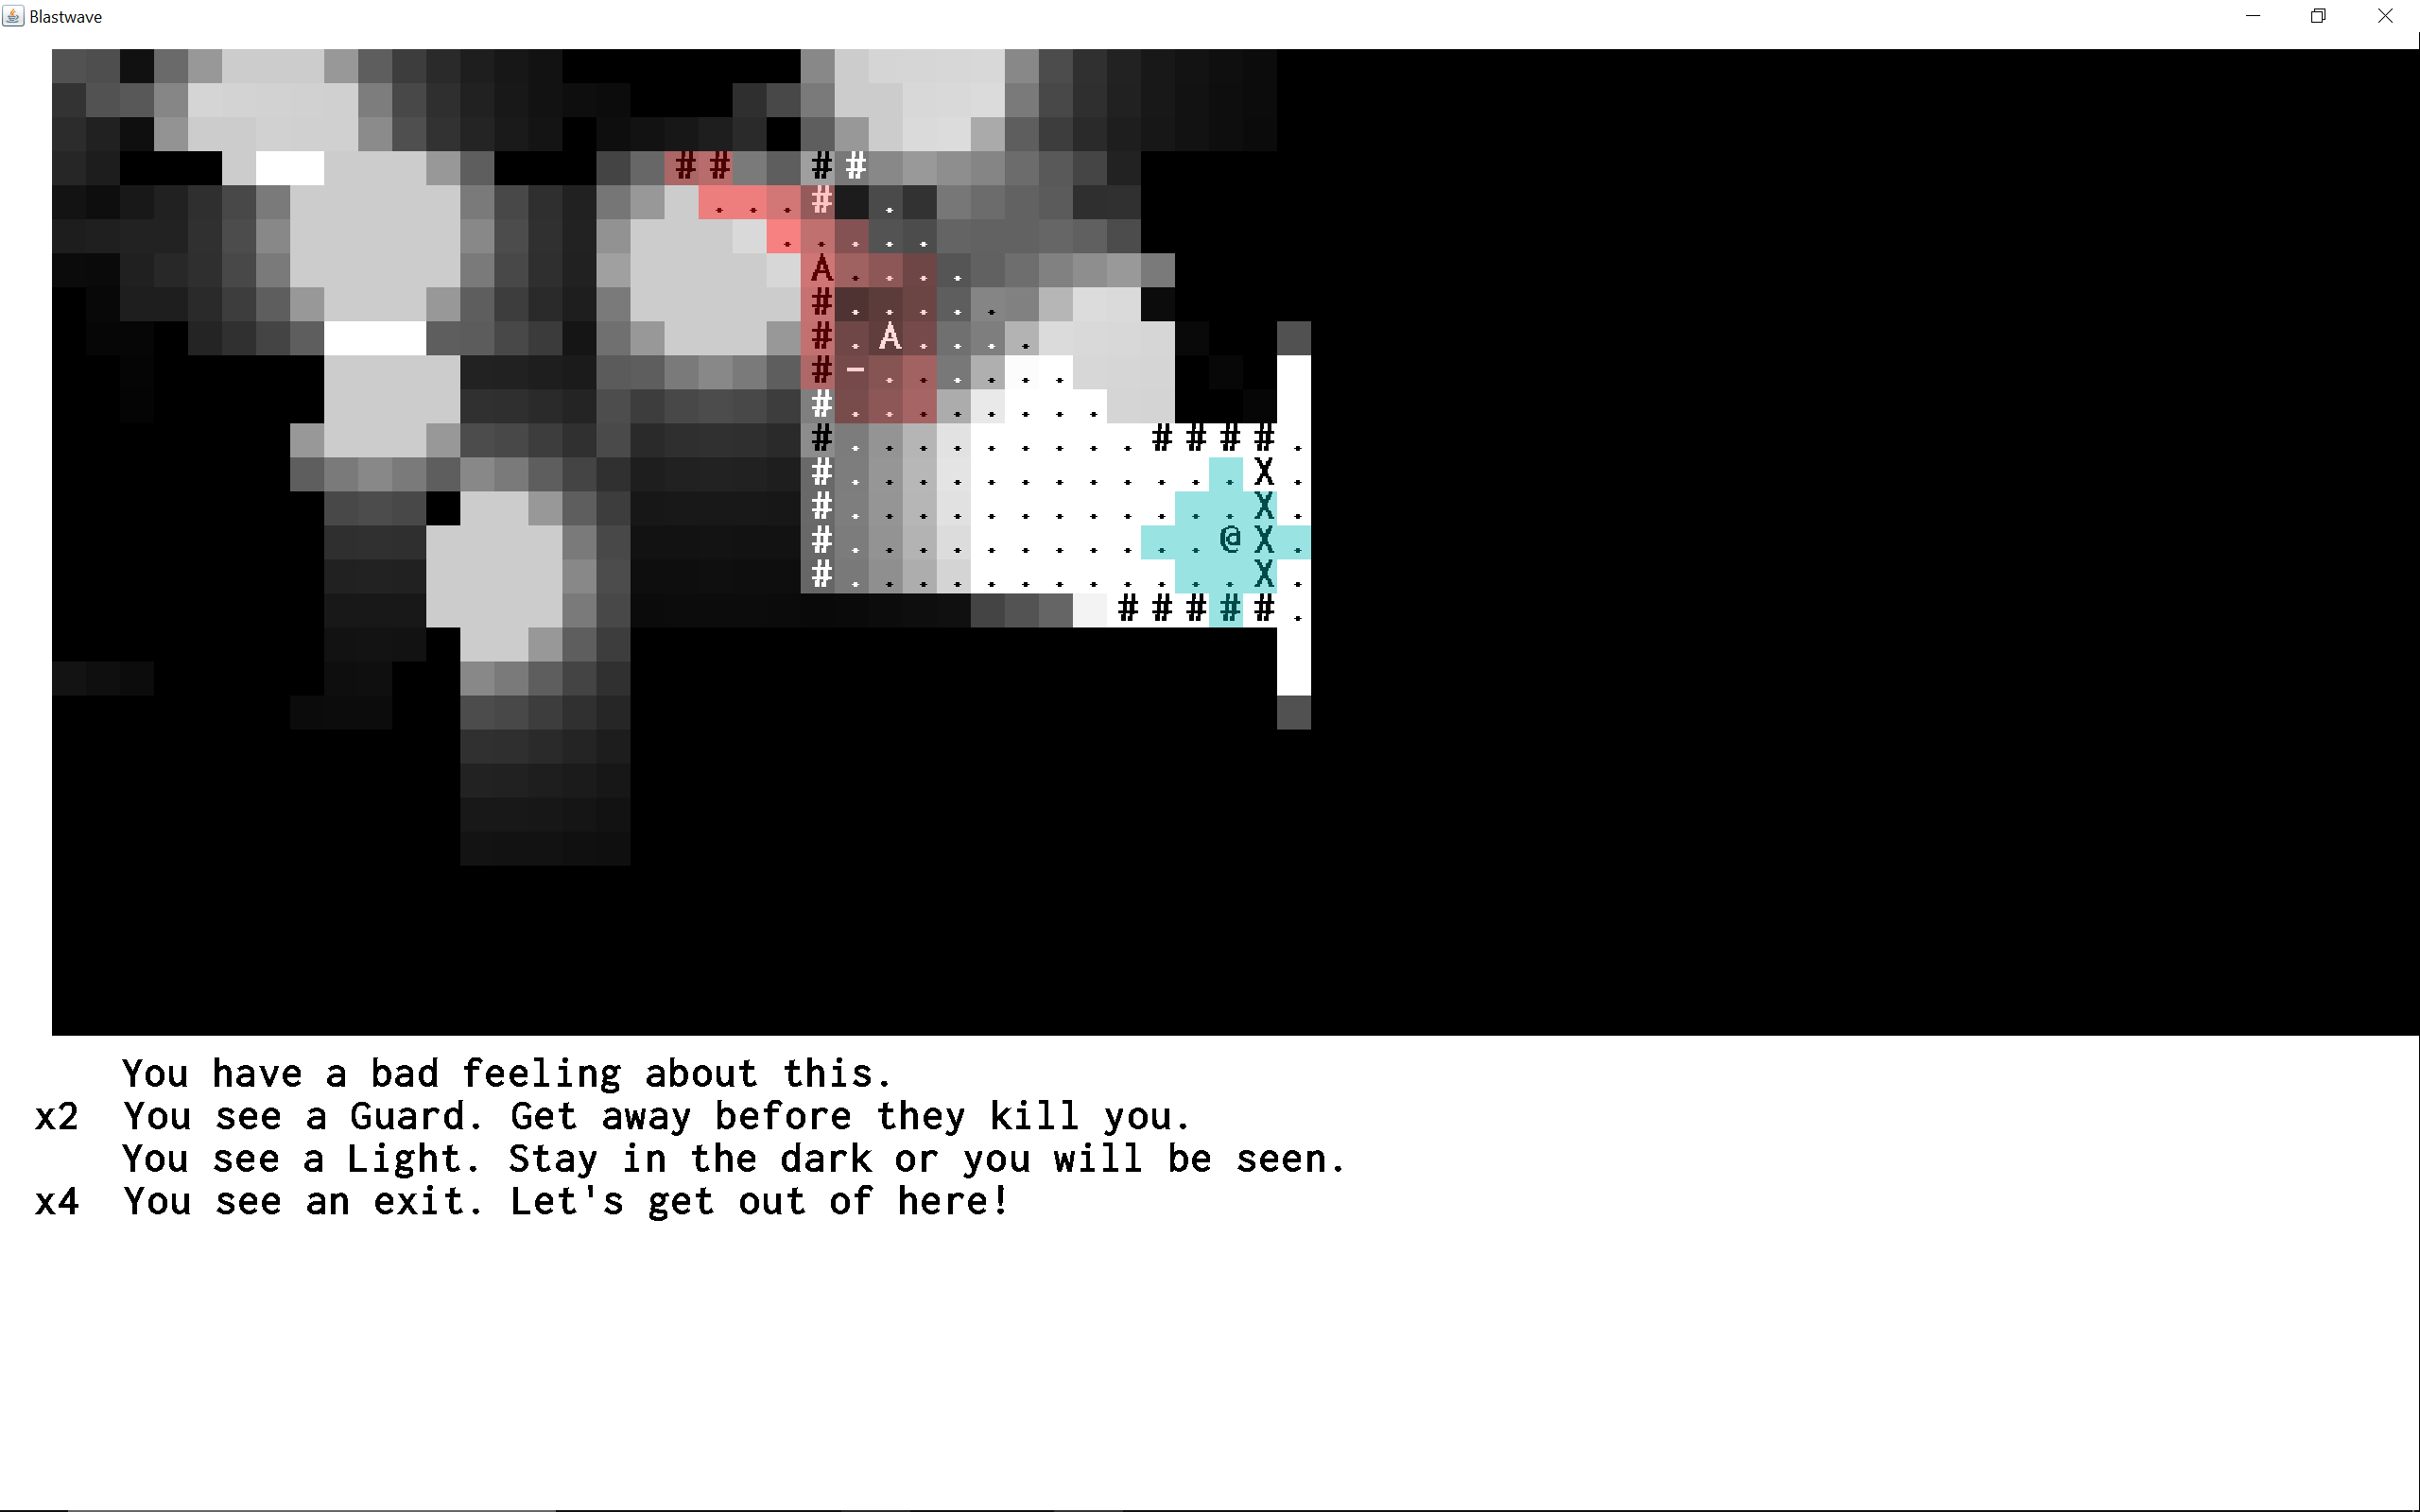 Blastwave
# # # #
. . . # .
. . . . .
A . . . .
# . . . . .
# . A . . . .
# – . . . . . .
# . . . . . . . .
# . . . . . . . . . # # # # .
# . . . . . . . . . . . . X .
# . . . . . . . . . . . . X .
# . . . . . . . . . . . @ X .
# . . . . . . . . . . . . X .
# # # # # .
You have a bad feeling about this.
x2 You see a Guard. Get away before they kill you.
You see a Light. Stay in the dark or you will be seen.
x4 You see an exit. Let's get out of here!